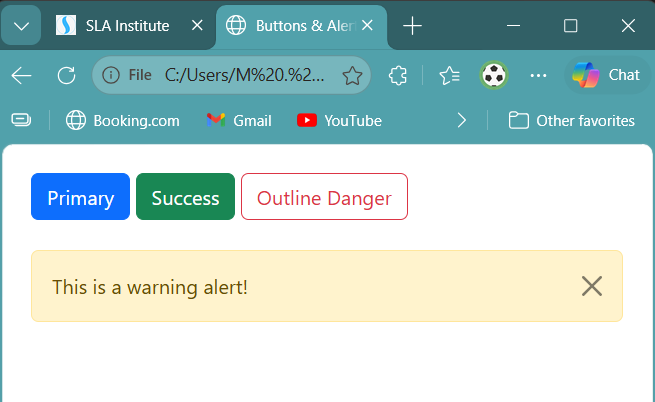 SLA Institute
Buttons & Aler
File C:/Users/M%20.%2...
Chat
Booking.com Gmail YouTube Other favorites
Primary Success Outline Danger
This is a warning alert!